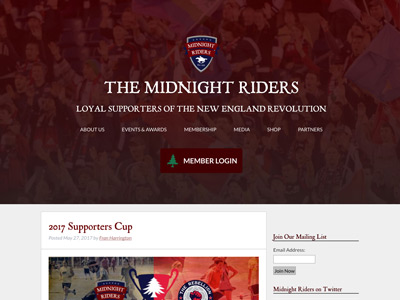 MIDNIGHT
RIDERS
THE MIDNIGHT RIDERS
LOYAL SUPPORTERS OF THE NEW ENGLAND REVOLUTION
ABOUT US EVENTS & AWARDS MEMBERSHIP MEDIA SHOP PARTNERS
MEMBER LOGIN
2017 Supporters Cup
Posted May 27, 2017 by Fran Harrington
MIDNIGHT
RIDERS
THE REBELLION
Join Our Mailing List
Email Address:
Join Now
Midnight Riders on Twitter